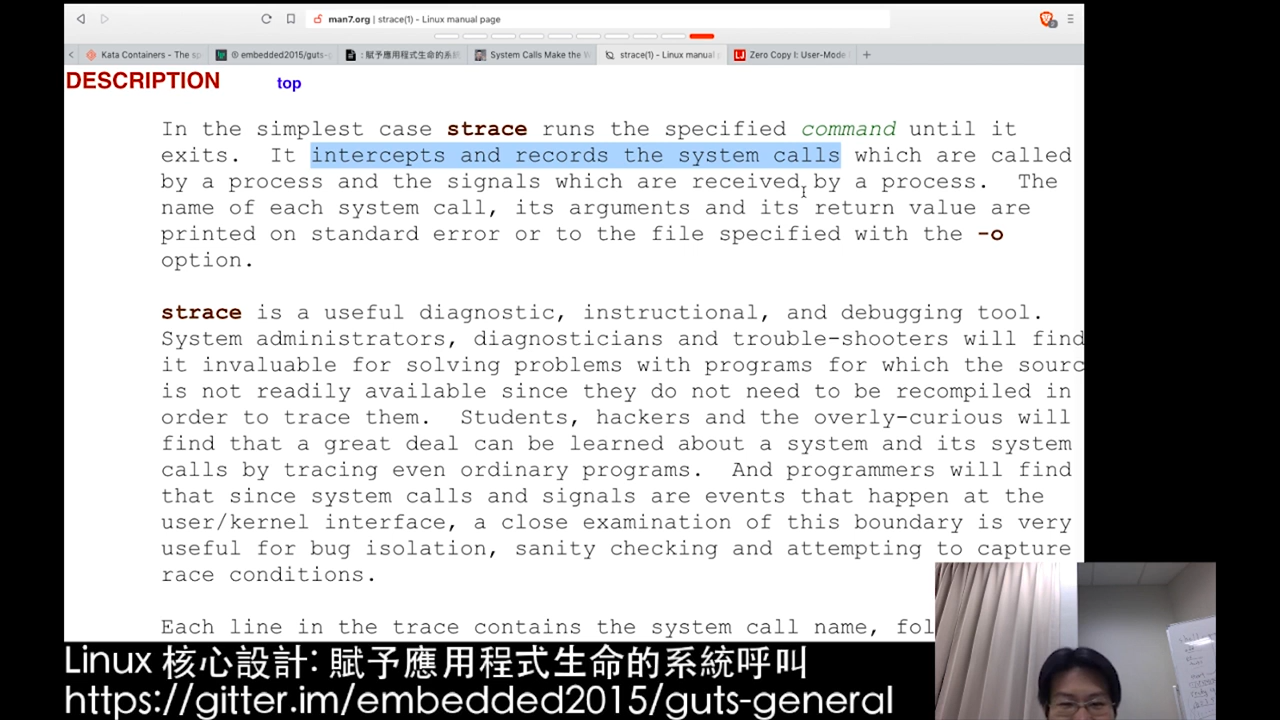 man7.org | strace(1) - Linux manual page
Kata Containers - The sp
embedded2015/guts-
: 賦予應用程式生命的系統
System Calls Make the W
strace(1) - Linux manual
Zero Copy I: User-Mode
DESCRIPTION top
In the simplest case strace runs the specified command until it
exits. It intercepts and records the system calls which are called
by a process and the signals which are received by a process. The
name of each system call, its arguments and its return value are
printed on standard error or to the file specified with the -o
option.
strace is a useful diagnostic, instructional, and debugging tool.
System administrators, diagnosticians and trouble-shooters will find
it invaluable for solving problems with programs for which the sourc
is not readily available since they do not need to be recompiled in
order to trace them. Students, hackers and the overly-curious will
find that a great deal can be learned about a system and its system
calls by tracing even ordinary programs. And programmers will find
that since system calls and signals are events that happen at the
user/kernel interface, a close examination of this boundary is very
useful for bug isolation, sanity checking and attempting to capture
race conditions.
Each line in the trace contains the system call name, fol
Linux 核心設計: 賦予應用程式生命的系統呼叫
https://gitter.im/embedded2015/guts-general